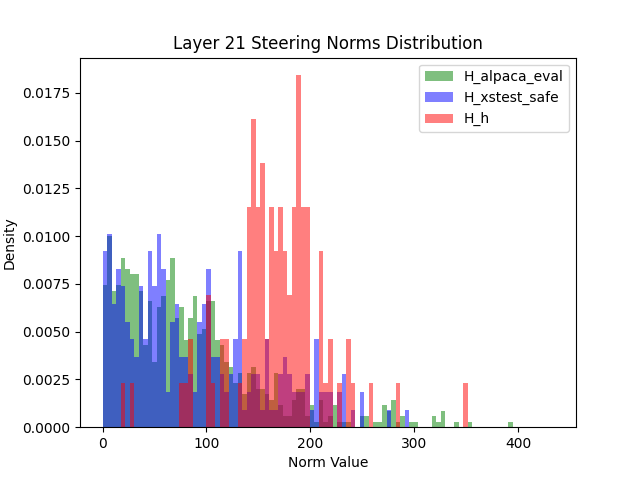 Layer 21 Steering Norms Distribution
H_alpaca_eval
H_xstest_safe
H_h
Density
0.0175
0.0150
0.0125
0.0100
0.0075
0.0050
0.0025
0.0000
0 100 200 300 400
Norm Value